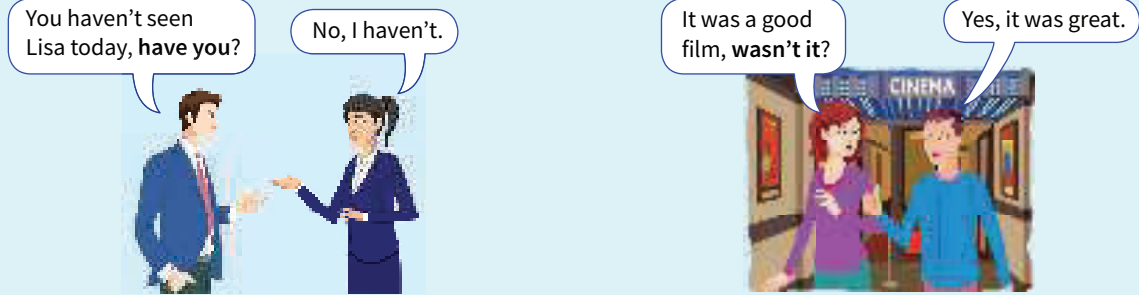 You haven't seen
Lisa today, have you?
No, I haven't.
It was a good
film, wasn't it?
Yes, it was great.
CINEMA